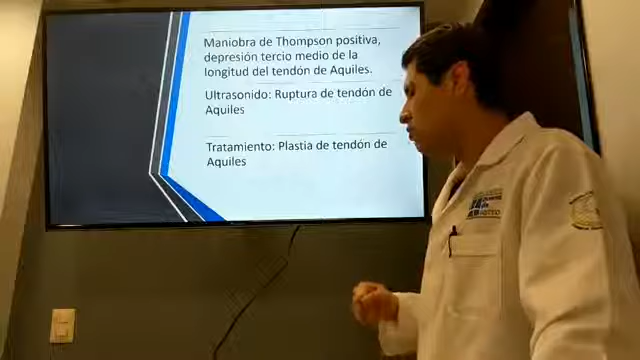 Maniobra de Thompson positiva,
depresión tercio medio de la
longitud del tendón de Aquiles.
Ultrasonido: Ruptura de tendón de
Aquiles
Tratamiento: Plastia de tendón de
Aquiles